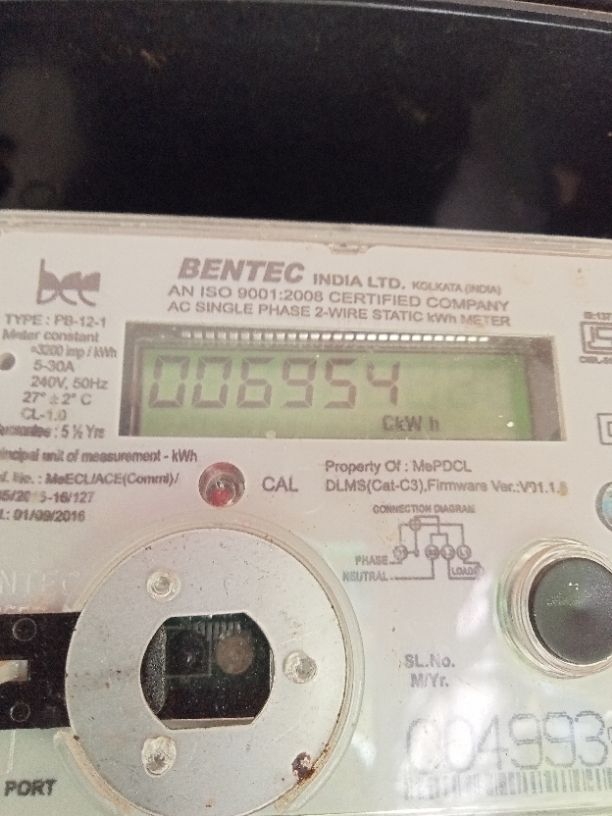 BENTEC INDIA LTD. KOLKATA (INDIA)
AN ISO 9001:2008 CERTIFIED COMPANY
AC SINGLE PHASE 2-WIRE STATIC kWh METER
TYPE : PB-12-1
Meter constant
=3200 imp / kWh
5-30A
240V, 50Hz
27° ± 2° C
CL-1.0
: 5 ½ Yrs
006954
CkW h
ncipal unit of measurement - kWh
MeECL/ACE(Comml)/
-16/127
: 01/09/2016
CAL
Property Of : MePDCL
DLMS(Cat-C3),Firmware Ver.:V01.1.
CONNECTION DIAGRAM
PHASE
NEUTRAL
LOAD
SL.No.
M/Yr.
004993
PORT